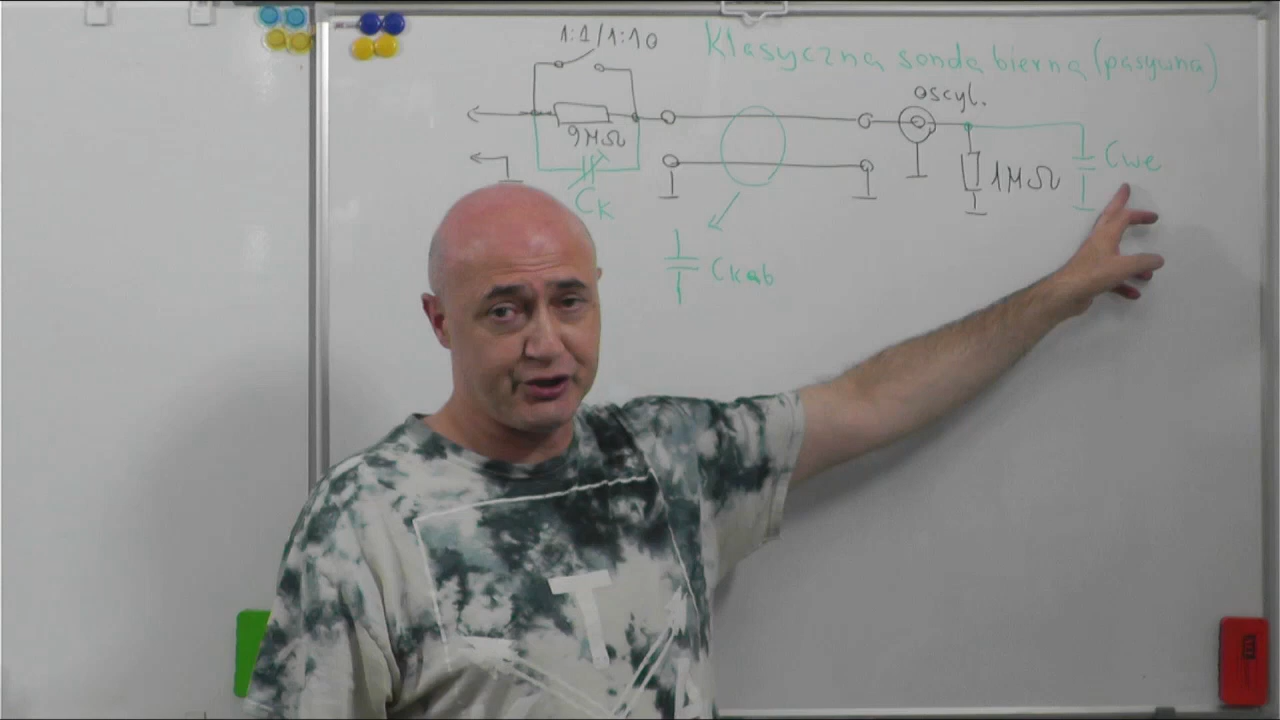 Klasyczna sonda bierna (pasywna)
1:1/1:10
oscyl.
9MΩ
1MΩ
Cwe
CK
Ckab
T